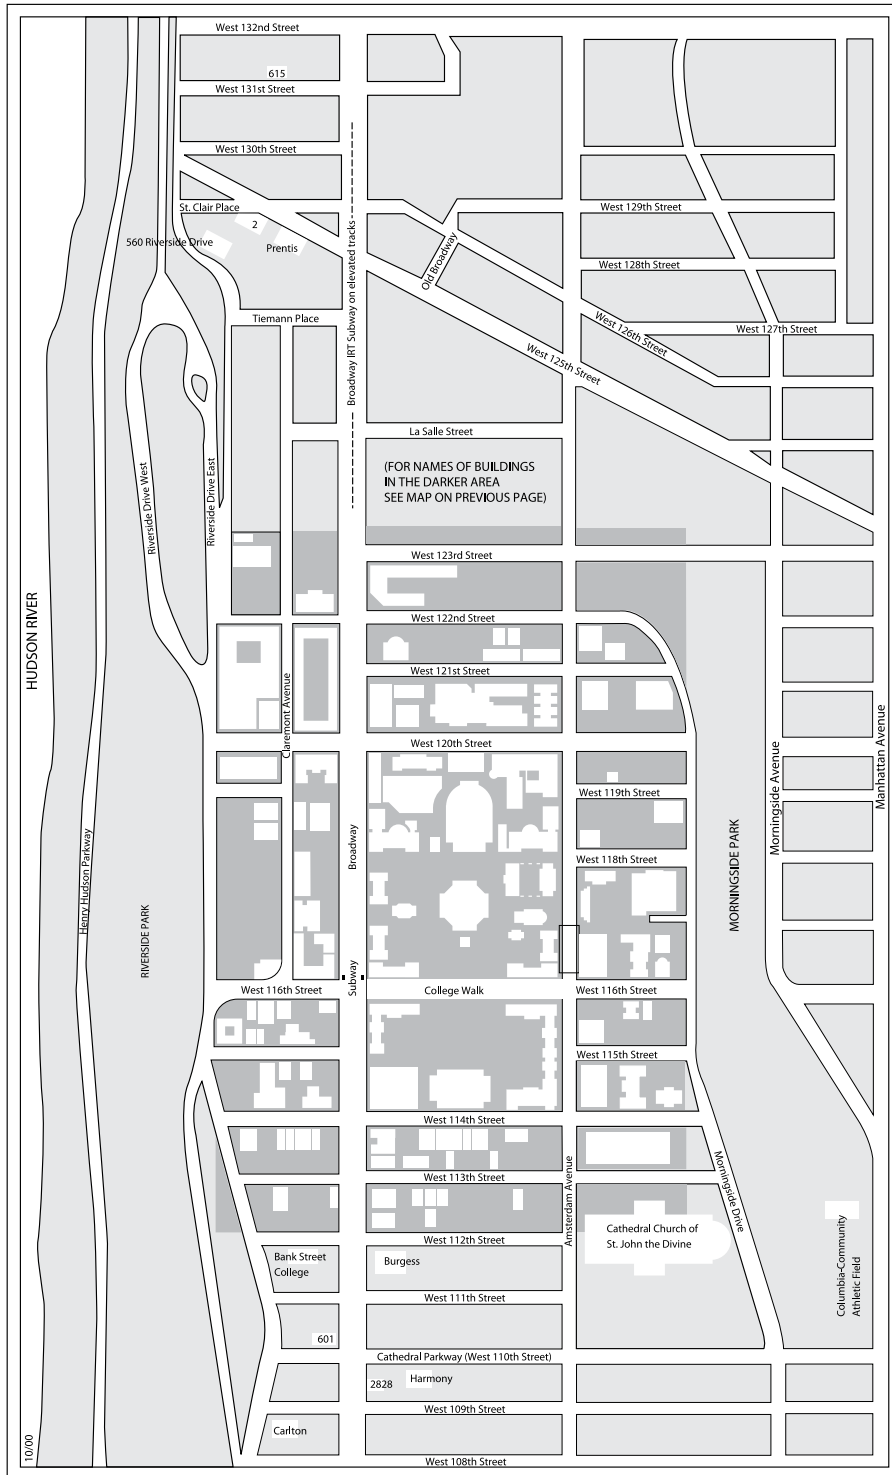 West 132nd Street
615
West 131st Street
West 130th Street
St. Clair Place
West 129th Street
2
560 Riverside Drive
Prentis
Old Broadway
West 128th Street
Broadway IRT Subway on elevated tracks
Tiemann Place
West 126th Street
West 127th Street
West 125th Street
La Salle Street
(FOR NAMES OF BUILDINGS
IN THE DARKER AREA
SEE MAP ON PREVIOUS PAGE)
Riverside Drive West
Riverside Drive East
West 123rd Street
West 122nd Street
HUDSON RIVER
West 121st Street
Claremont Avenue
West 120th Street
Morningside Avenue
Manhattan Avenue
West 119th Street
Broadway
West 118th Street
MORNINGSIDE PARK
Henry Hudson Parkway
RIVERSIDE PARK
Subway
West 116th Street
College Walk
West 116th Street
West 115th Street
West 114th Street
West 113th Street
Amsterdam Avenue
Morningside Drive
West 112th Street
Cathedral Church of
St. John the Divine
Columbia-Community
Athletic Field
Bank Street
College
Burgess
West 111th Street
601
Cathedral Parkway (West 110th Street)
2828
Harmony
West 109th Street
Carlton
10/00
West 108th Street